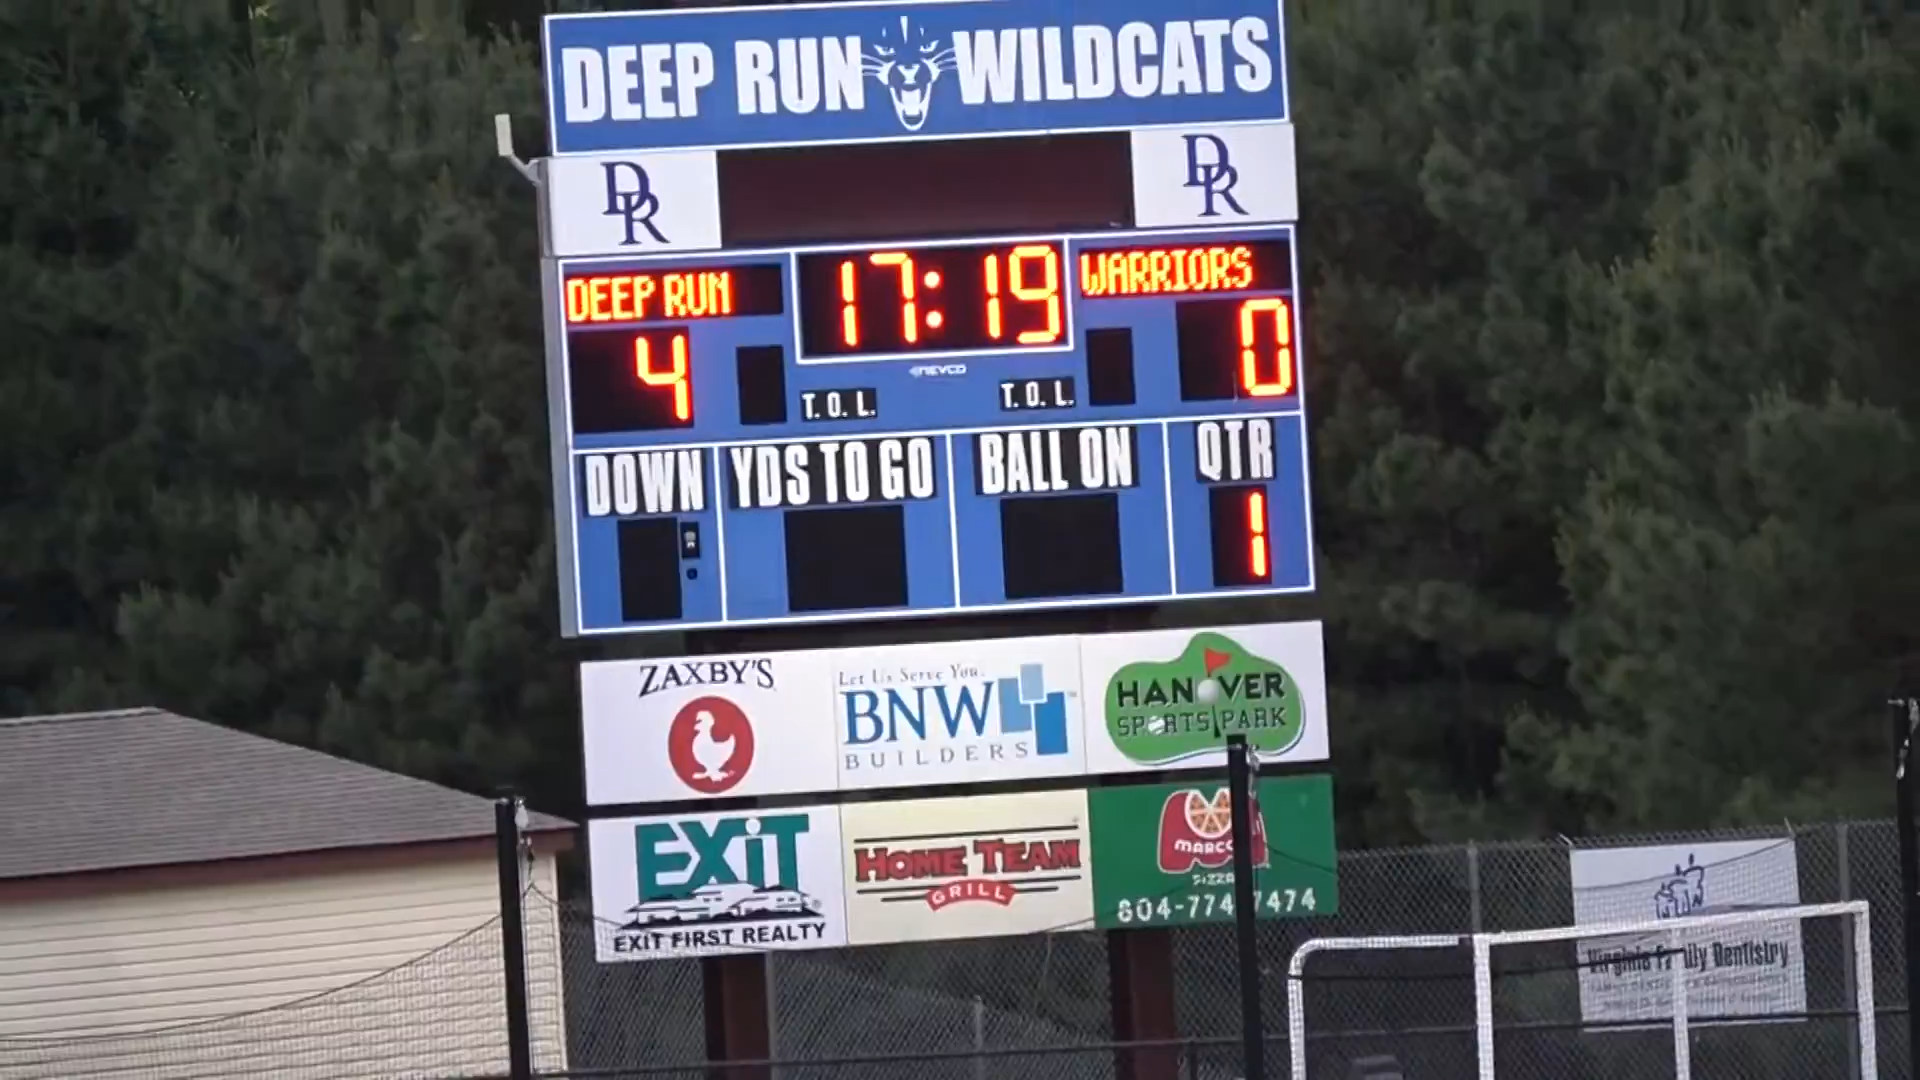 DEEP RUN WILDCATS
DR
DR
DEEP RUN
17:19
WARRIORS
4
0
NEVCO
T. O. L.
T. O. L.
DOWN
YDS TO GO
BALL ON
QTR
1
ZAXBY'S
Let Us Serve You.
BNW
BUILDERS
HANOVER
SPORTS PARK
EXiT
EXIT FIRST REALTY
HOME TEAM
GRILL
PIZZA
Virginia Family Dentistry